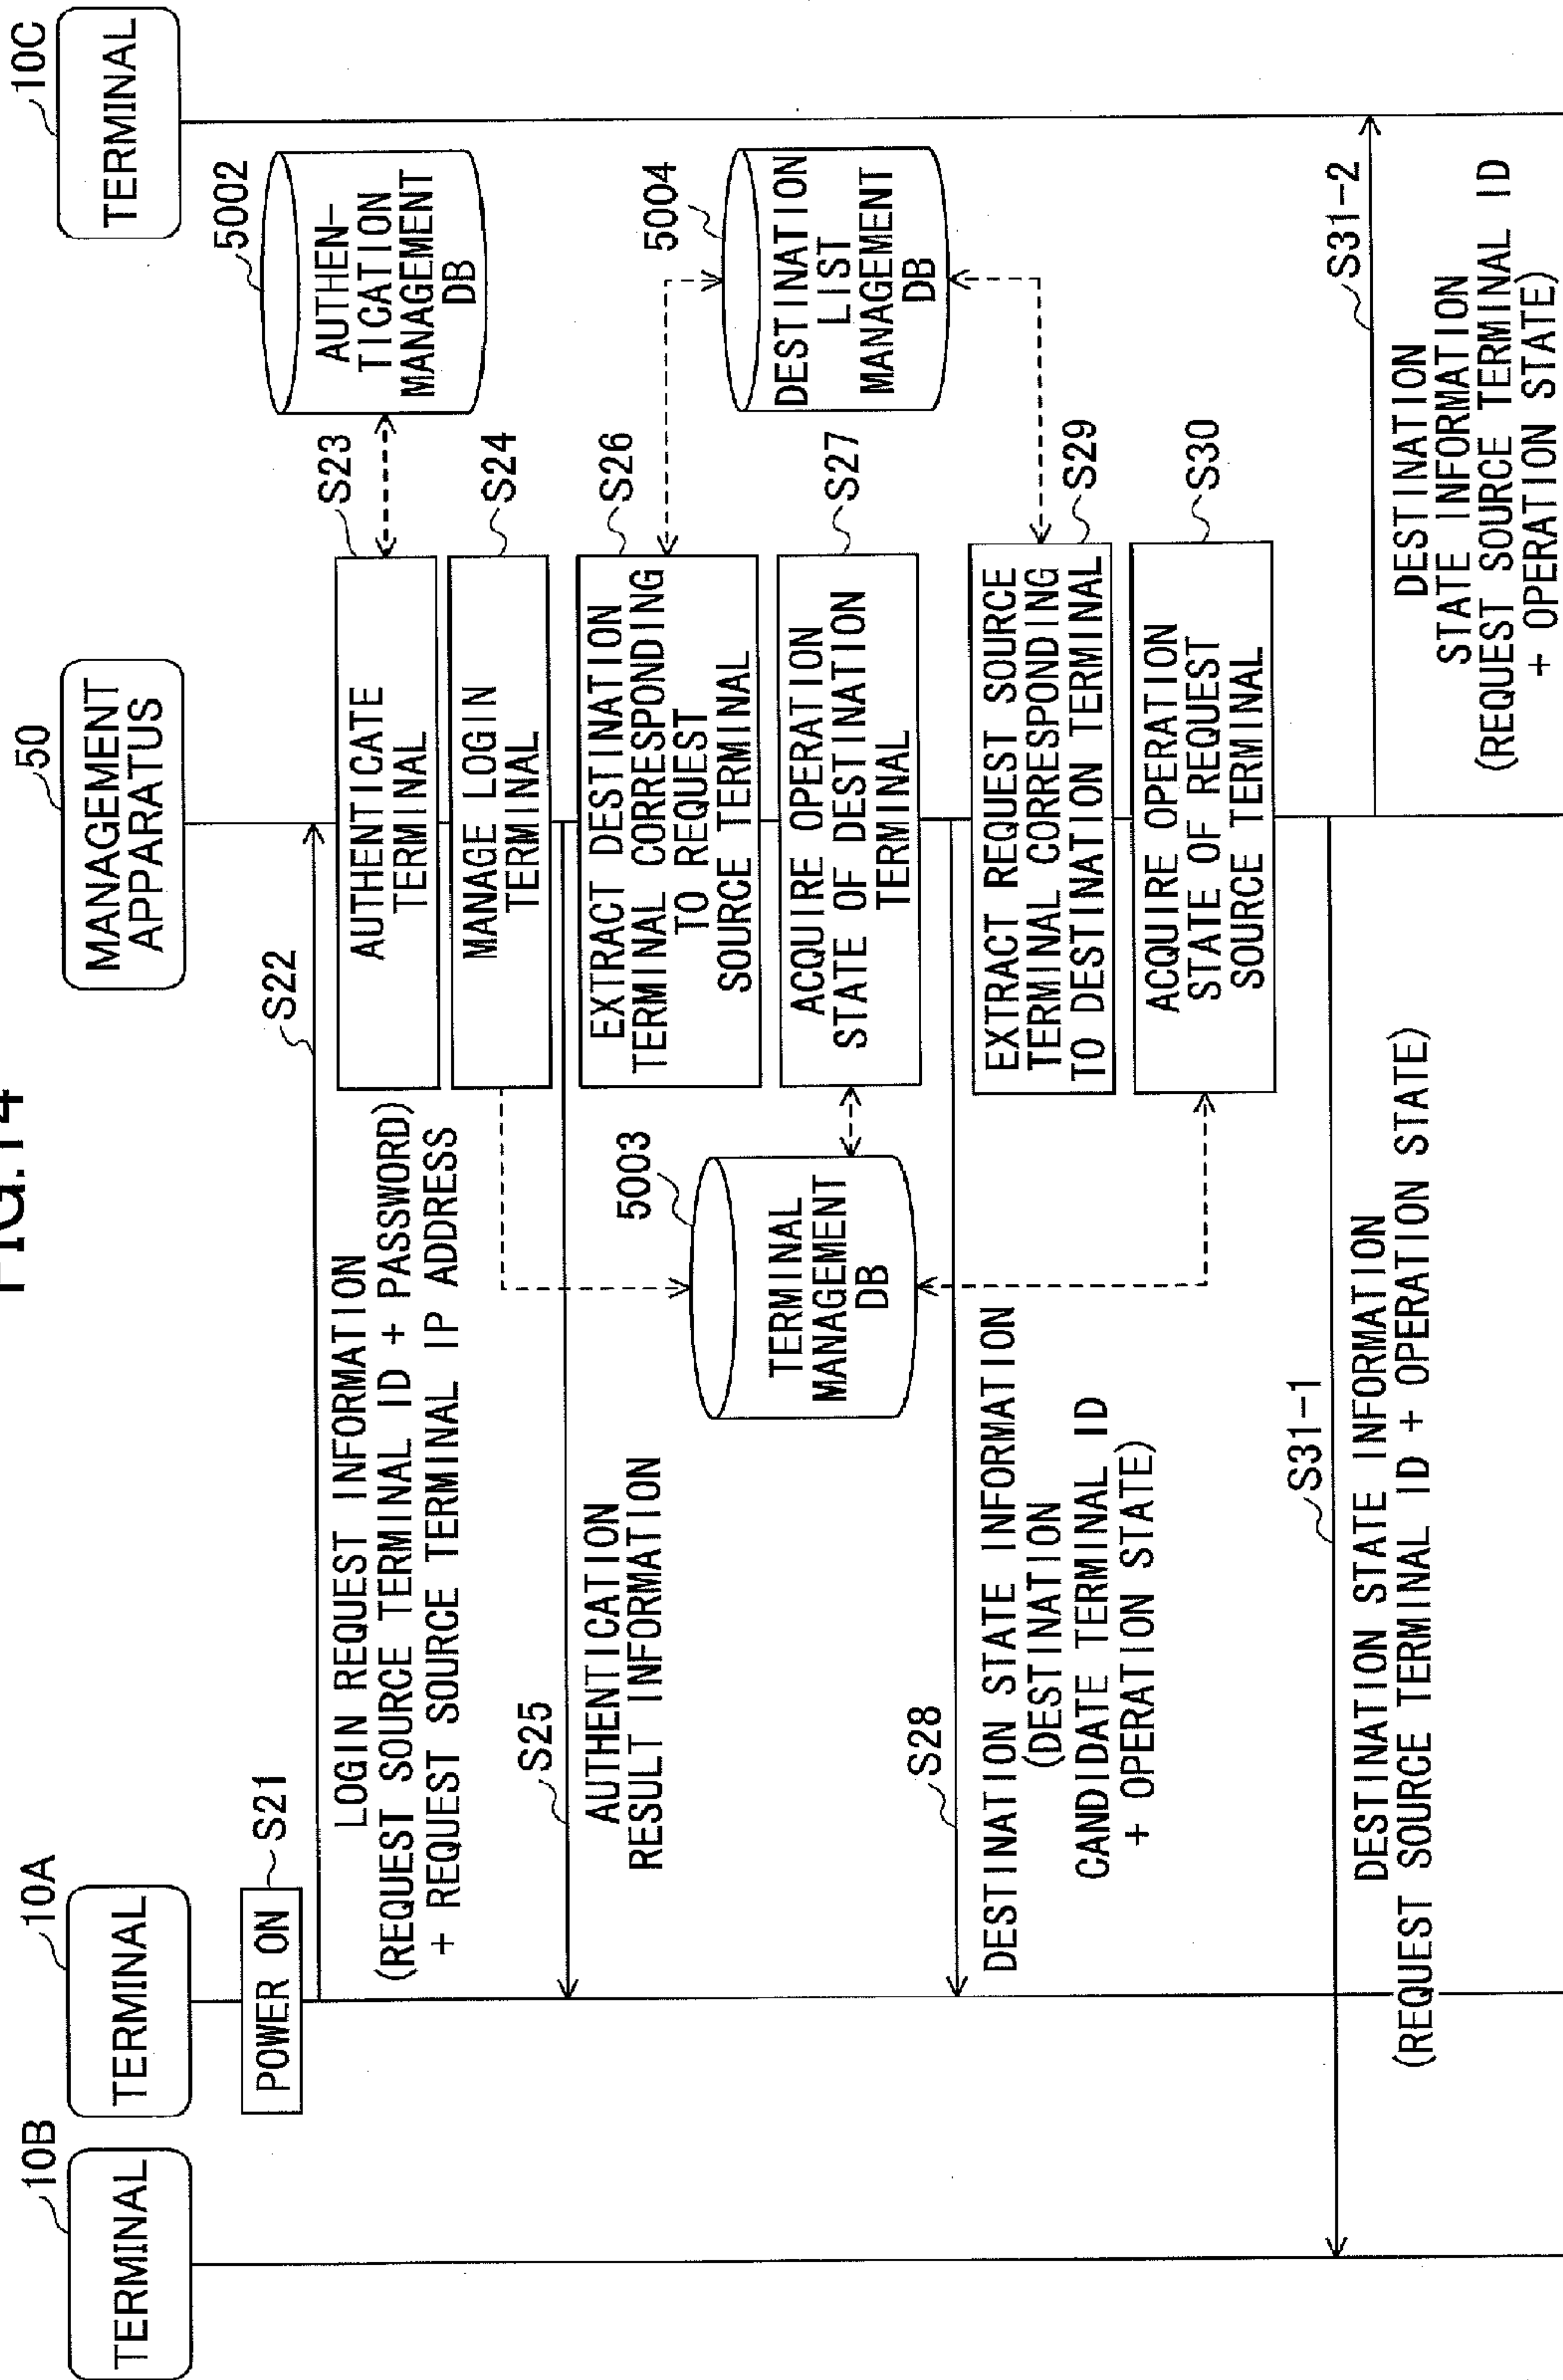 FIG.14
10B
TERMINAL
10A
TERMINAL
50
MANAGEMENT
APPARATUS
10C
TERMINAL
POWER ON
S21
S22
LOGIN REQUEST INFORMATION
(REQUEST SOURCE TERMINAL ID + PASSWORD)
+ REQUEST SOURCE TERMINAL IP ADDRESS
AUTHENTICATE
TERMINAL
S23
5002
AUTHEN-
TICATION
MANAGEMENT
DB
MANAGE LOGIN
TERMINAL
S24
S25
AUTHENTICATION
RESULT INFORMATION
EXTRACT DESTINATION
TERMINAL CORRESPONDING
TO REQUEST
SOURCE TERMINAL
S26
5003
TERMINAL
MANAGEMENT
DB
5004
DESTINATION
LIST
MANAGEMENT
DB
ACQUIRE OPERATION
STATE OF DESTINATION
TERMINAL
S27
S28
DESTINATION STATE INFORMATION
(DESTINATION
CANDIDATE TERMINAL ID
+ OPERATION STATE)
EXTRACT REQUEST SOURCE
TERMINAL CORRESPONDING
TO DESTINATION TERMINAL
S29
ACQUIRE OPERATION
STATE OF REQUEST
SOURCE TERMINAL
S30
S31-1
DESTINATION STATE INFORMATION
(REQUEST SOURCE TERMINAL ID + OPERATION STATE)
S31-2
DESTINATION
STATE INFORMATION
(REQUEST SOURCE TERMINAL ID
+ OPERATION STATE)